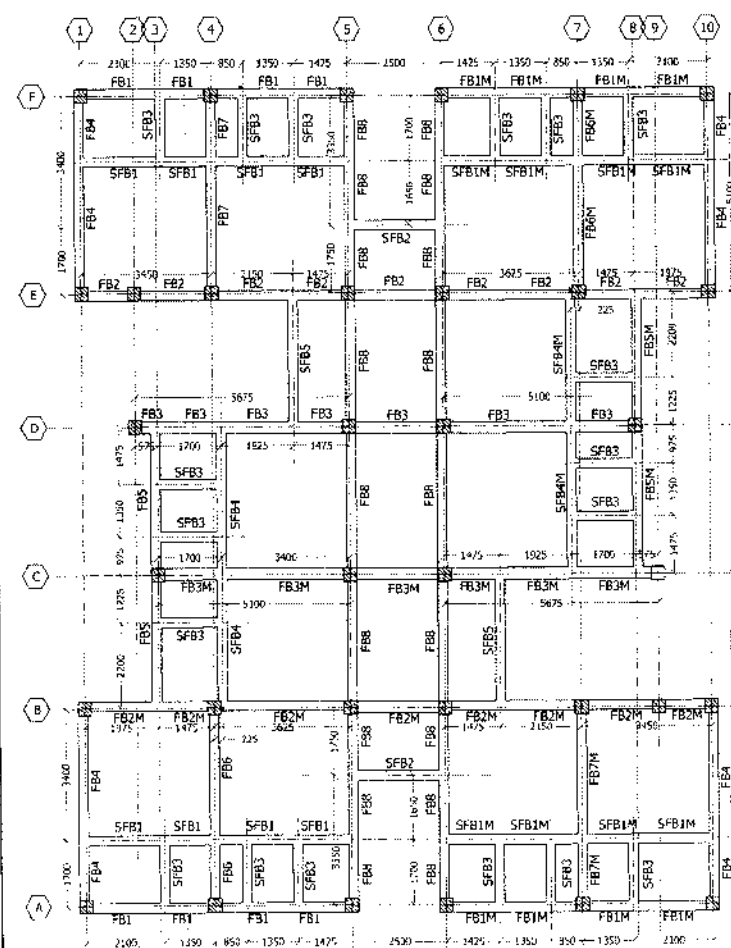 1 2 3 4 5 6 7 8 9 10
2100 1350 850 1350 1475 2500 1425 1350 850 1350 2100
FB1 FB1 FB1 FB1 FB1M FB1M FB1M FB1M
F
FB4 SFB3 FB7 SFB3 SFB3 FB8 FB8 SFB3 SFB3 FB6M SFB3 FB4
3400 3350 1700 5100
SFB1 SFB1 SFB1 SFB1 SFB1M SFB1M SFB1M SFB1M
FB4 FB7 FB8 FB8 FB6M FB4
1650
SFB2
1700 1750 FB8 FB8
3450 2150 1475 3625 1475 1975
FB2 FB2 FB2 FB2 FB2 FB2 FB2 FB2 FB2
E
225
SFB5 FB8 FB8 SFB4M FB5M 2200
SFB3
5675 5100 1225
FB3 FB3 FB3 FB3 FB3 FB3 FB3
D
1475 575 1700 1925 1475 SFB3 975
SFB3
FB5 SFB4 FB8 FB8 SFB4M SFB3 FB5M
1350 SFB3 1350
975 1700 3400 1475 1925 1700 1475
C
FB3M FB3M FB3M FB3M FB3M FB3M
1225 5100 5675
FB5 SFB3 SFB4 FB8 FB8 SFB5
2200
B
FB2M FB2M FB2M FB2M FB2M FB2M FB2M FB2M
1975 1475 3625 1475 2150 3450
225 1750 FB8 FB8
FB4 FB6 SFB2 FB7M FB4
3400 FB8 FB8 1650
SFB1 SFB1 SFB1 SFB1 SFB1M SFB1M SFB1M SFB1M
FB4 SFB3 FB6 SFB3 SFB3 FB8 FB8 SFB3 SFB3 FB7M SFB3 FB4
1700 3350 1700
A
FB1 FB1 FB1 FB1 FB1M FB1M FB1M FB1M
2100 1350 850 1350 1475 2500 1425 1350 850 1350 2100